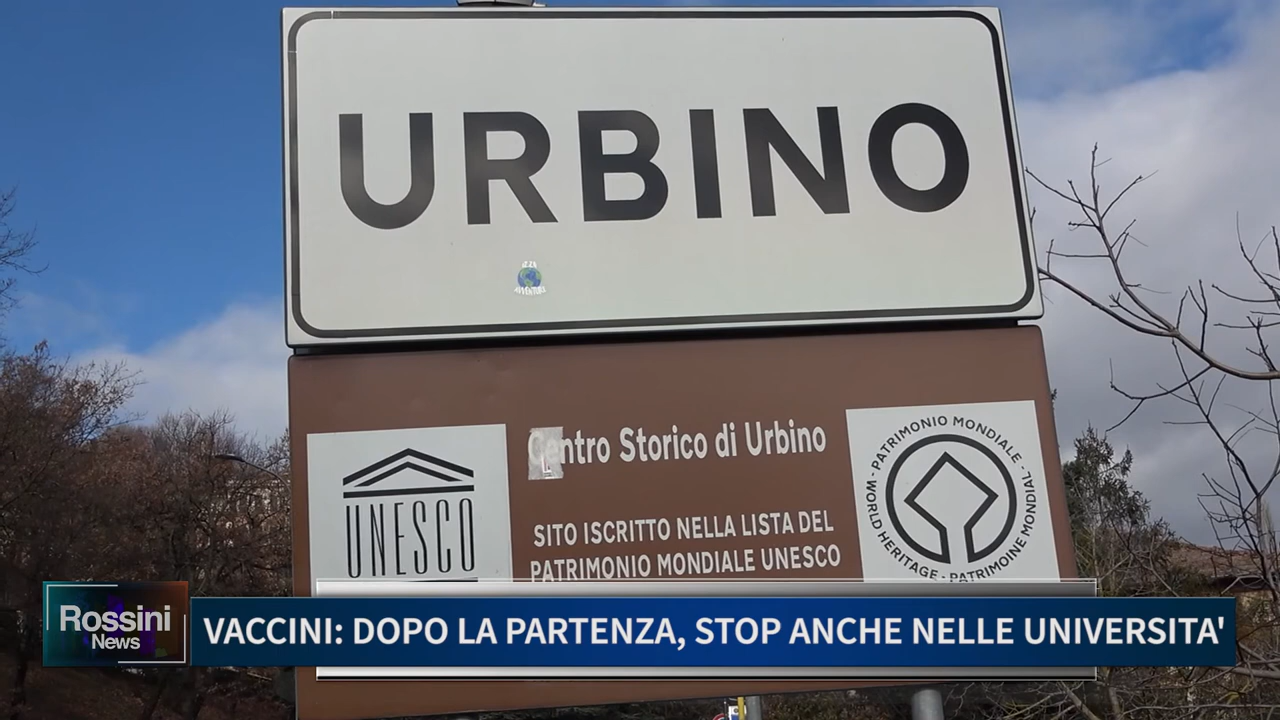 URBINO
Centro Storico di Urbino
SITO ISCRITTO NELLA LISTA DEL
PATRIMONIO MONDIALE UNESCO
UNESCO
· PATRIMONIO MONDIALE · WORLD HERITAGE · PATRIMOINE MONDIAL
Rossini
News
VACCINI: DOPO LA PARTENZA, STOP ANCHE NELLE UNIVERSITA'